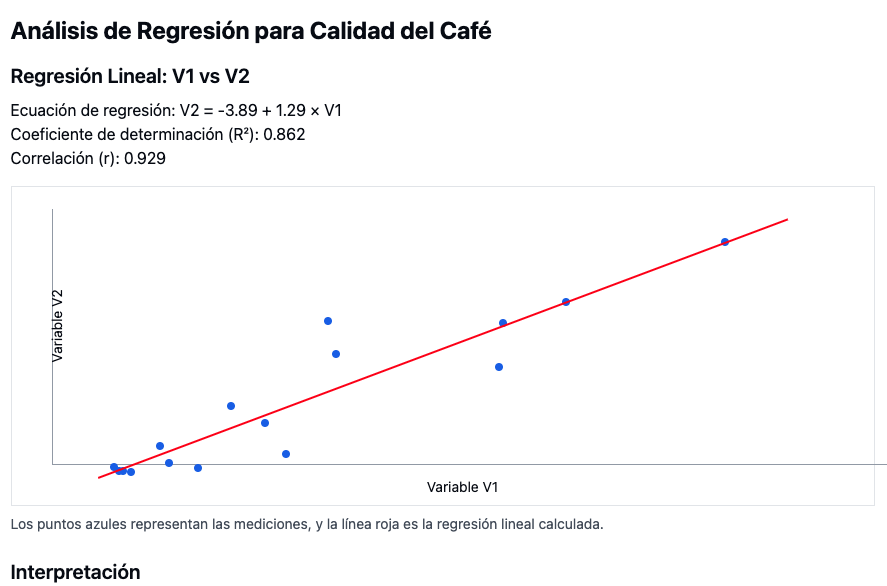 Análisis de Regresión para Calidad del Café
Regresión Lineal: V1 vs V2
Ecuación de regresión: V2 = -3.89 + 1.29 × V1
Coeficiente de determinación (R²): 0.862
Correlación (r): 0.929
Variable V2
Variable V1
Los puntos azules representan las mediciones, y la línea roja es la regresión lineal calculada.
Interpretación